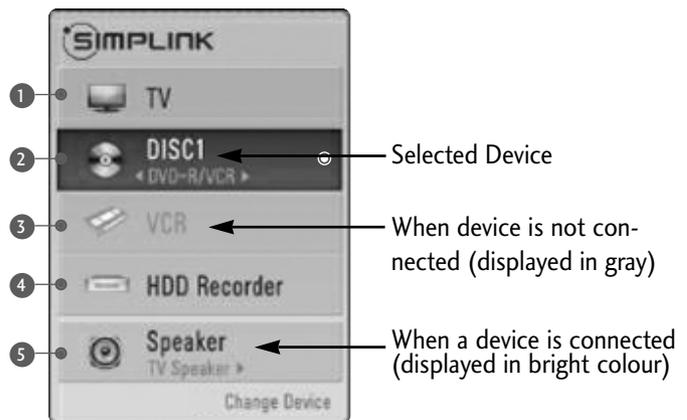 SIMPLINK
1 TV
2 DISC1
◄ DVD-R/VCR ►
Selected Device
3 VCR
When device is not con-
nected (displayed in gray)
4 HDD Recorder
5 Speaker
TV Speaker ►
When a device is connected
(displayed in bright colour)
Change Device